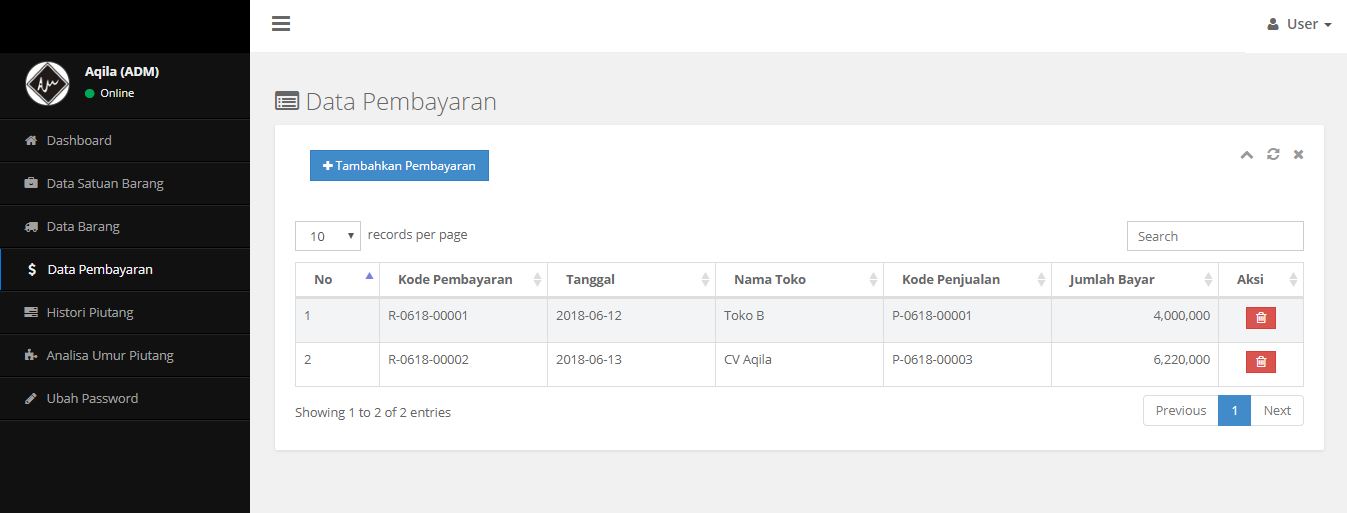 User
Aqila (ADM)
Online
Dashboard
Data Satuan Barang
Data Barang
Data Pembayaran
Histori Piutang
Analisa Umur Piutang
Ubah Password
Data Pembayaran
Tambahkan Pembayaran
10 records per page
Search
No Kode Pembayaran Tanggal Nama Toko Kode Penjualan Jumlah Bayar Aksi
1 R-0618-00001 2018-06-12 Toko B P-0618-00001 4,000,000
2 R-0618-00002 2018-06-13 CV Aqila P-0618-00003 6,220,000
Showing 1 to 2 of 2 entries
Previous 1 Next